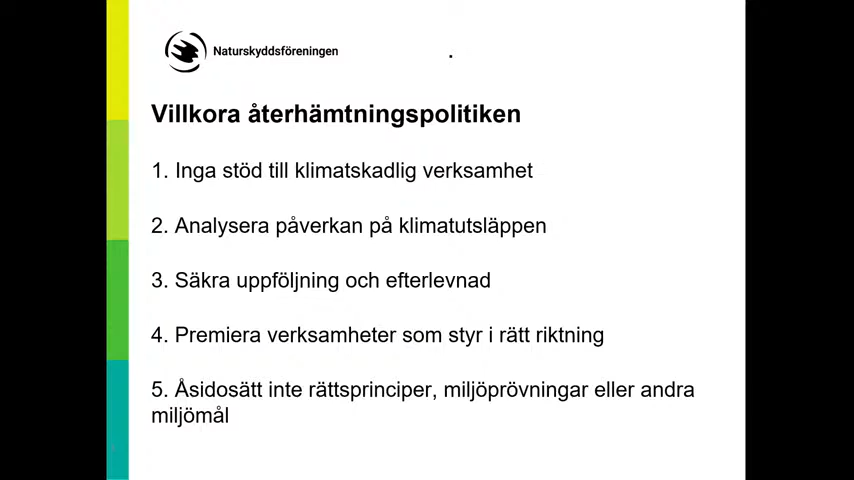 Naturskyddsföreningen
.
Villkora återhämtningspolitiken
1. Inga stöd till klimatskadlig verksamhet
2. Analysera påverkan på klimatutsläppen
3. Säkra uppföljning och efterlevnad
4. Premiera verksamheter som styr i rätt riktning
5. Åsidosätt inte rättsprinciper, miljöprövningar eller andra
miljömål